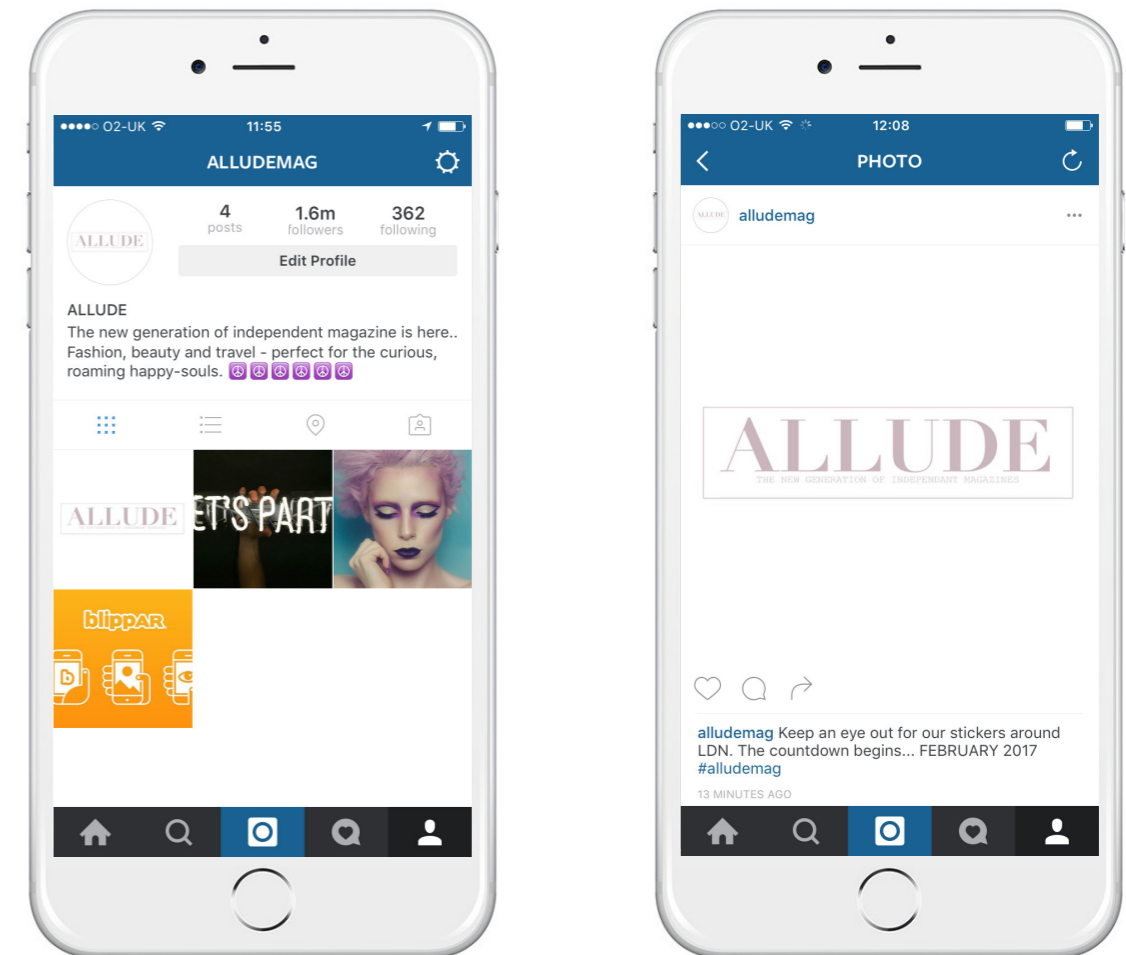 O2-UK
11:55
ALLUDEMAG
ALLUDE
4
posts
1.6m
followers
362
following
Edit Profile
ALLUDE
The new generation of independent magazine is here..
Fashion, beauty and travel - perfect for the curious,
roaming happy-souls. ☮☮☮☮☮☮
ALLUDE
ET'S PART
blippar
b
O2-UK
12:08
PHOTO
ALLUDE
alludemag
ALLUDE
THE NEW GENERATION OF INDEPENDANT MAGAZINES
alludemag Keep an eye out for our stickers around
LDN. The countdown begins... FEBRUARY 2017
#alludemag
13 MINUTES AGO